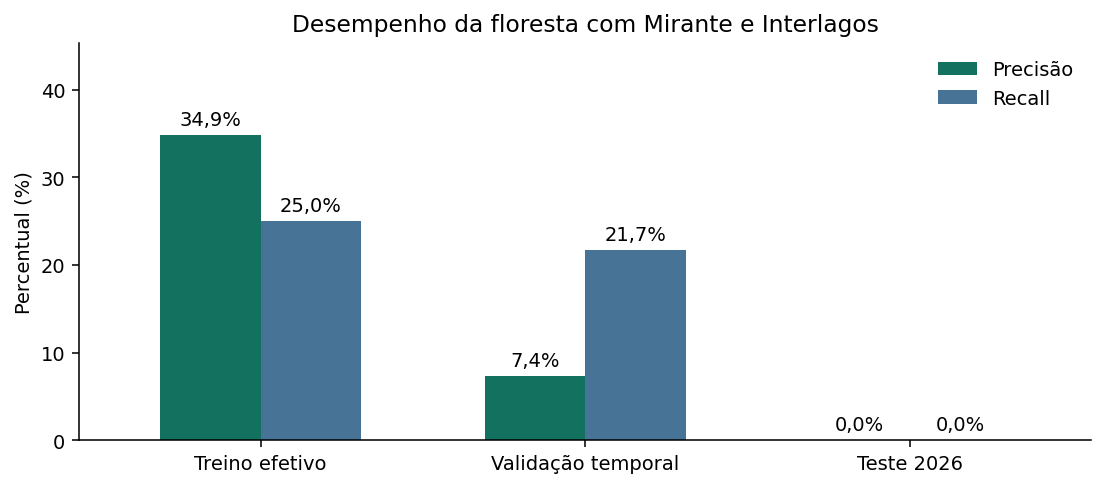 Desempenho da floresta com Mirante e Interlagos
Precisão
Recall
Percentual (%)
40
30
20
10
0
34,9%
25,0%
7,4%
21,7%
0,0%
0,0%
Treino efetivo
Validação temporal
Teste 2026